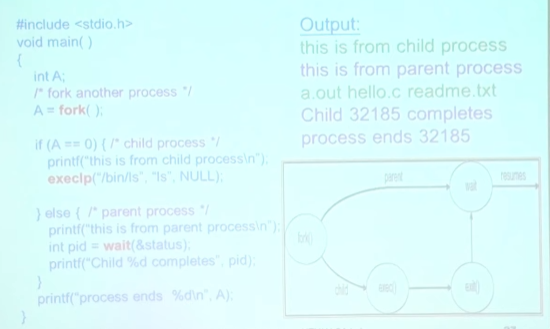 #include <stdio.h>
void main( )
{
int A;
/* fork another process */
A = fork( );
if (A == 0) { /* child process */
printf("this is from child process\n");
execlp("/bin/ls", "ls", NULL);
} else { /* parent process */
printf("this is from parent process\n");
int pid = wait(&status);
printf("Child %d completes", pid);
}
printf("process ends %d\n", A);
}
Output:
this is from child process
this is from parent process
a.out hello.c readme.txt
Child 32185 completes
process ends 32185
parent
wait
resumes
fork()
child
exec()
exit()